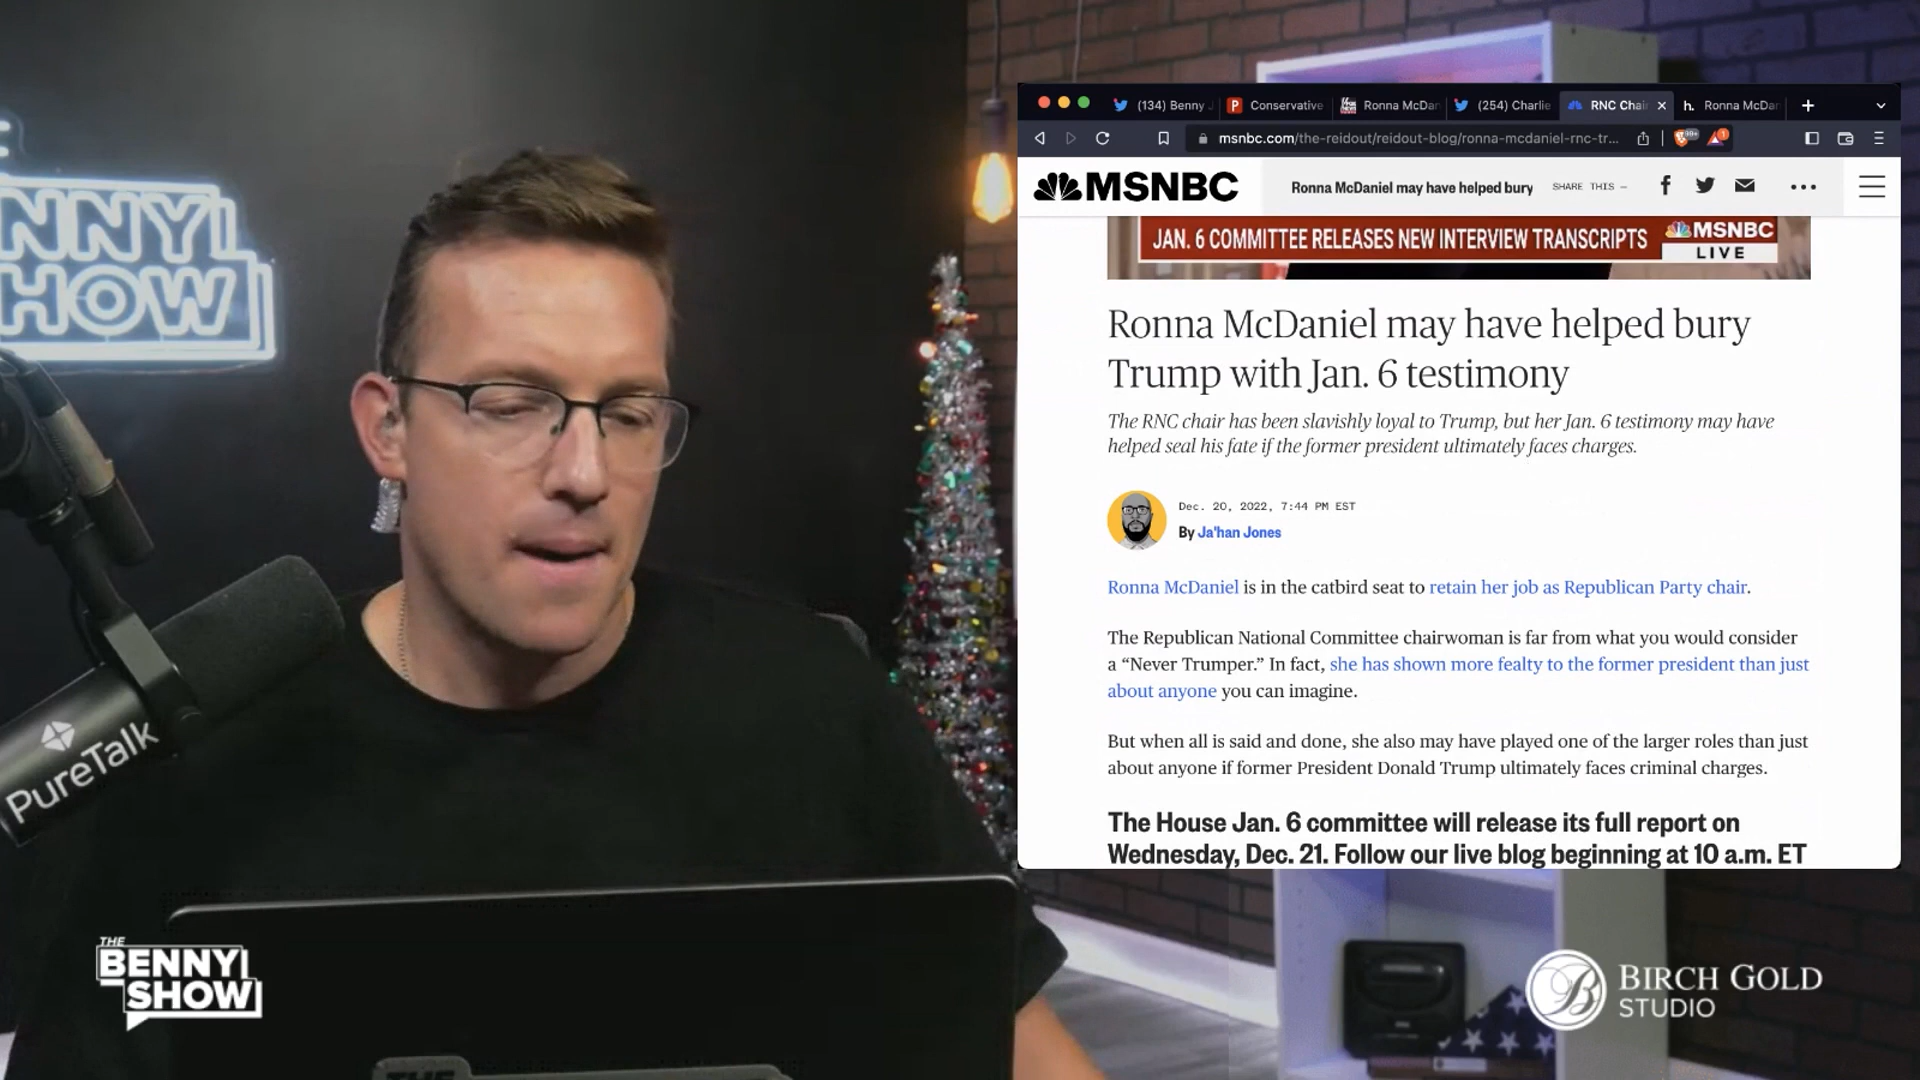 NNY
HOW
PureTalk
THE
BENNY
SHOW
THE
(134) Benny J
Conservative
Ronna McDan
(254) Charlie
RNC Chair
h. Ronna McDan
msnbc.com/the-reidout/reidout-blog/ronna-mcdaniel-rnc-tr...
99+
1
MSNBC
Ronna McDaniel may have helped bury
SHARE THIS —
JAN. 6 COMMITTEE RELEASES NEW INTERVIEW TRANSCRIPTS
MSNBC
LIVE
Ronna McDaniel may have helped bury
Trump with Jan. 6 testimony
The RNC chair has been slavishly loyal to Trump, but her Jan. 6 testimony may have
helped seal his fate if the former president ultimately faces charges.
Dec. 20, 2022, 7:44 PM EST
By Ja'han Jones
Ronna McDaniel is in the catbird seat to retain her job as Republican Party chair.
The Republican National Committee chairwoman is far from what you would consider
a “Never Trumper.” In fact, she has shown more fealty to the former president than just
about anyone you can imagine.
But when all is said and done, she also may have played one of the larger roles than just
about anyone if former President Donald Trump ultimately faces criminal charges.
The House Jan. 6 committee will release its full report on
Wednesday, Dec. 21. Follow our live blog beginning at 10 a.m. ET
B
BIRCH GOLD
STUDIO